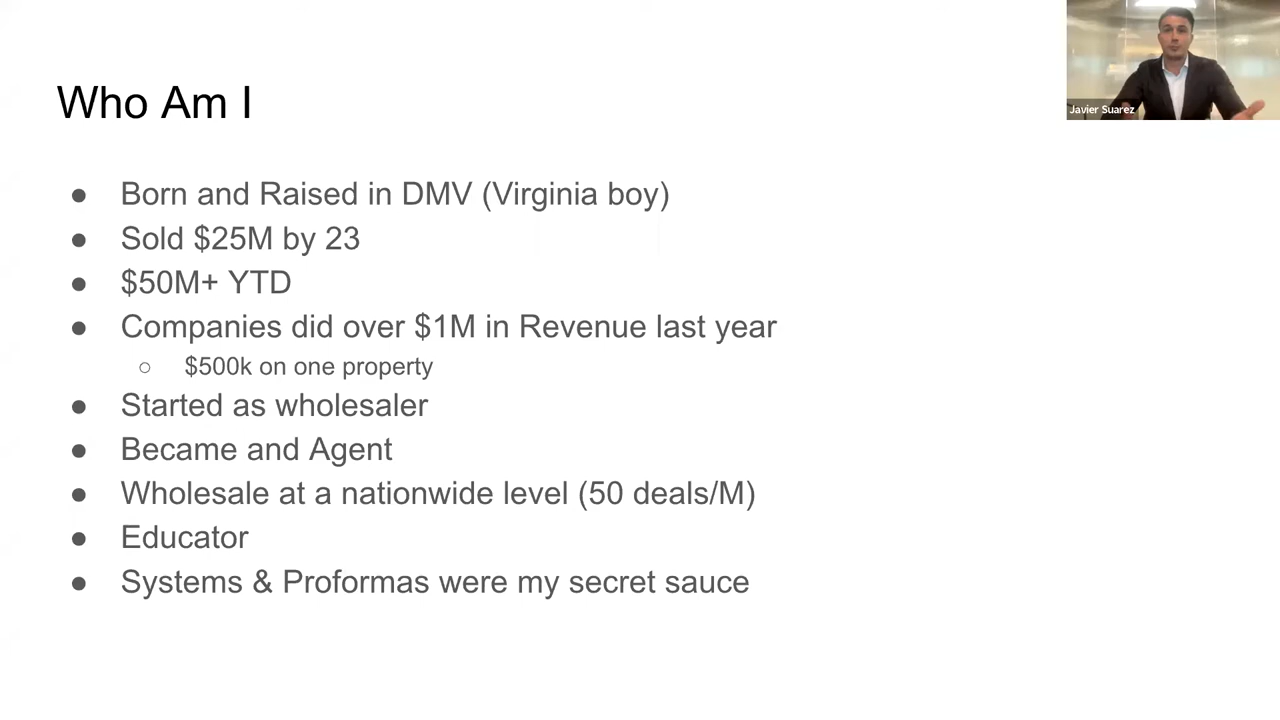 Javier Suarez
Who Am I
● Born and Raised in DMV (Virginia boy)
● Sold $25M by 23
● $50M+ YTD
● Companies did over $1M in Revenue last year
○ $500k on one property
● Started as wholesaler
● Became and Agent
● Wholesale at a nationwide level (50 deals/M)
● Educator
● Systems & Proformas were my secret sauce